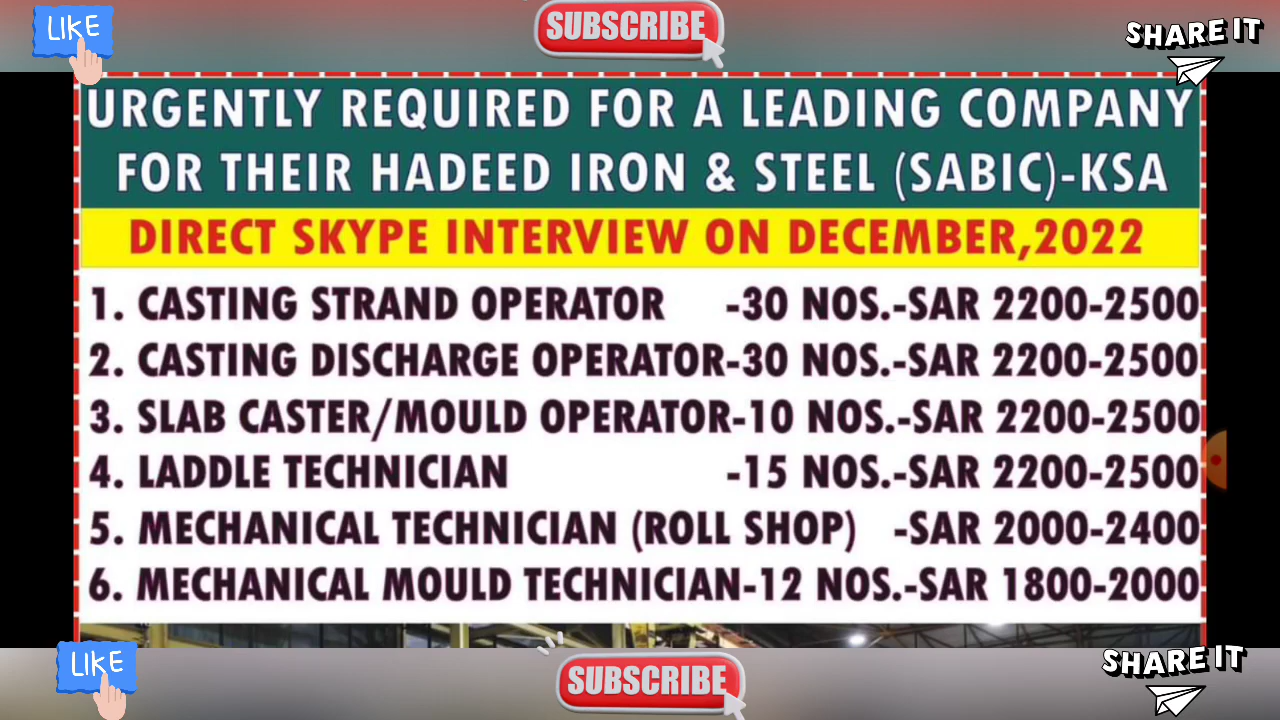 LIKE
SUBSCRIBE
SHARE IT
URGENTLY REQUIRED FOR A LEADING COMPANY
FOR THEIR HADEED IRON & STEEL (SABIC)-KSA
DIRECT SKYPE INTERVIEW ON DECEMBER,2022
1. CASTING STRAND OPERATOR -30 NOS.-SAR 2200-2500
2. CASTING DISCHARGE OPERATOR-30 NOS.-SAR 2200-2500
3. SLAB CASTER/MOULD OPERATOR-10 NOS.-SAR 2200-2500
4. LADDLE TECHNICIAN -15 NOS.-SAR 2200-2500
5. MECHANICAL TECHNICIAN (ROLL SHOP) -SAR 2000-2400
6. MECHANICAL MOULD TECHNICIAN-12 NOS.-SAR 1800-2000
LIKE
SUBSCRIBE
SHARE IT